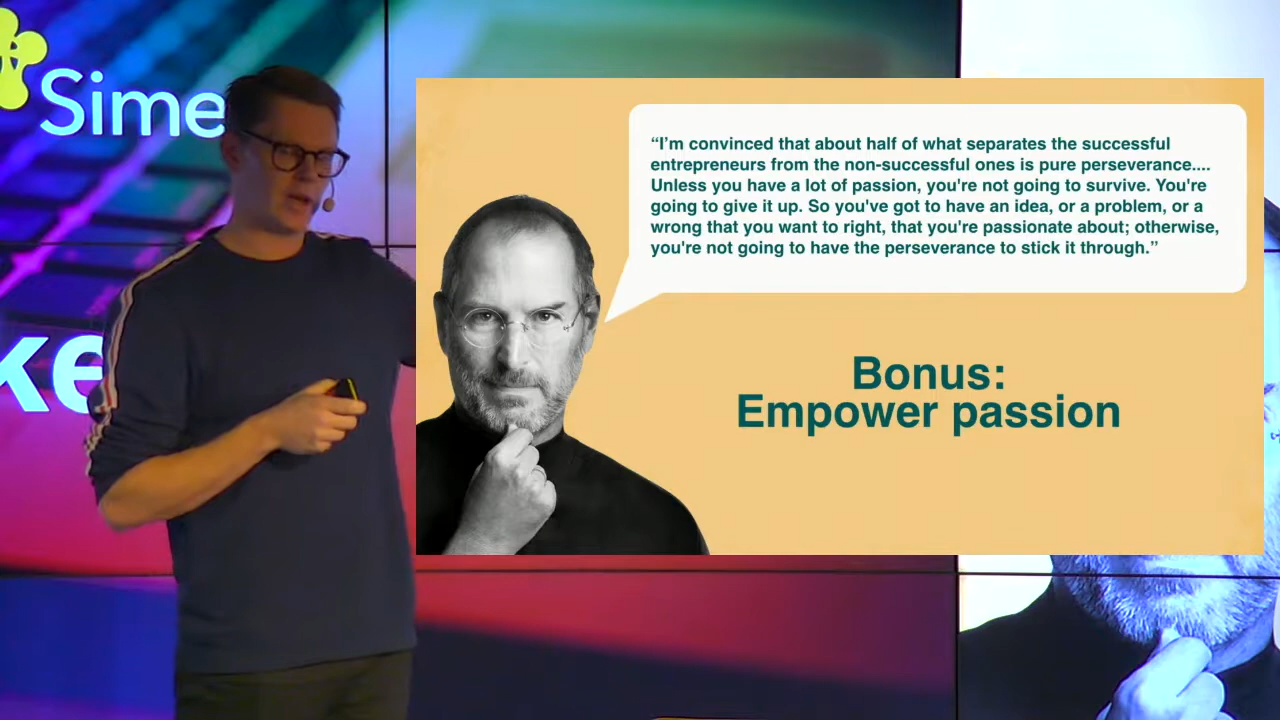 Sime
ke
“I'm convinced that about half of what separates the successful
entrepreneurs from the non-successful ones is pure perseverance....
Unless you have a lot of passion, you're not going to survive. You're
going to give it up. So you've got to have an idea, or a problem, or a
wrong that you want to right, that you're passionate about; otherwise,
you're not going to have the perseverance to stick it through.”
Bonus:
Empower passion